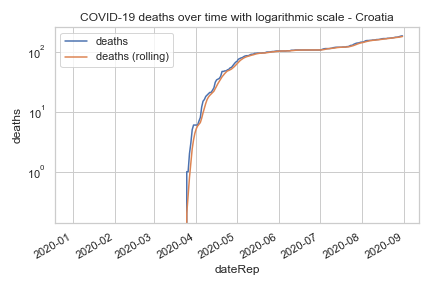 COVID-19 deaths over time with logarithmic scale - Croatia
deaths
deaths (rolling)
10²
10¹
10⁰
deaths
2020-01
2020-02
2020-03
2020-04
2020-05
2020-06
2020-07
2020-08
2020-09
dateRep